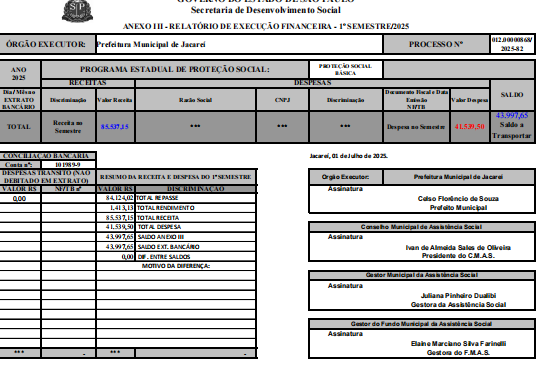 GOVERNO DO ESTADO DE SÃO PAULO
Secretaria de Desenvolvimento Social
ANEXO III - RELATÓRIO DE EXECUÇÃO FINANCEIRA - 1º SEMESTRE/2025
ÓRGÃO EXECUTOR: Prefeitura Municipal de Jacareí PROCESSO Nº 012.00000868/2025-82
ANO 2025 PROGRAMA ESTADUAL DE PROTEÇÃO SOCIAL: PROTEÇÃO SOCIAL BÁSICA
RECEITAS DESPESAS SALDO
Dia/Mês no EXTRATO BANCÁRIO Discriminação Valor Receita Razão Social CNPJ Discriminação Documento Fiscal e Data Emissão NF/TB Valor Despesa
TOTAL Receita no Semestre 85.537,15 *** *** *** Despesa no Semestre 41.539,50 43.997,65 Saldo a Transportar
CONCILIAÇÃO BANCARIA
Conta nº: 101989-9
DESPESAS TRANSITO (NÃO DEBITADO EM EXTRATO) RESUMO DA RECEITA E DESPESA DO 1º SEMESTRE
VALOR R$ NF/TB nº VALOR R$ DISCRIMINAÇÃO
0,00 84.124,02 TOTAL REPASSE
1.413,13 TOTAL RENDIMENTO
85.537,15 TOTAL RECEITA
41.539,50 TOTAL DESPESA
43.997,65 SALDO ANEXO III
43.997,65 SALDO EXT. BANCÁRIO
0,00 DIF. ENTRE SALDOS
MOTIVO DA DIFERENÇA:
*** - *** -
Jacareí, 01 de Julho de 2025.
Orgão Executor: Prefeitura Municipal de Jacareí
Assinatura
Celso Florêncio de Souza
Prefeito Municipal
Conselho Municipal da Assistência Social
Assinatura
Ivan de Almeida Sales de Oliveira
Presidente do C.M.A.S.
Gestor Municipal da Assistência Social
Assinatura
Juliana Pinheiro Dualibi
Gestora da Assistência Social
Gestor do Fundo Municipal da Assistência Social
Assinatura
Elaine Marciano Silva Farinelli
Gestora do F.M.A.S.